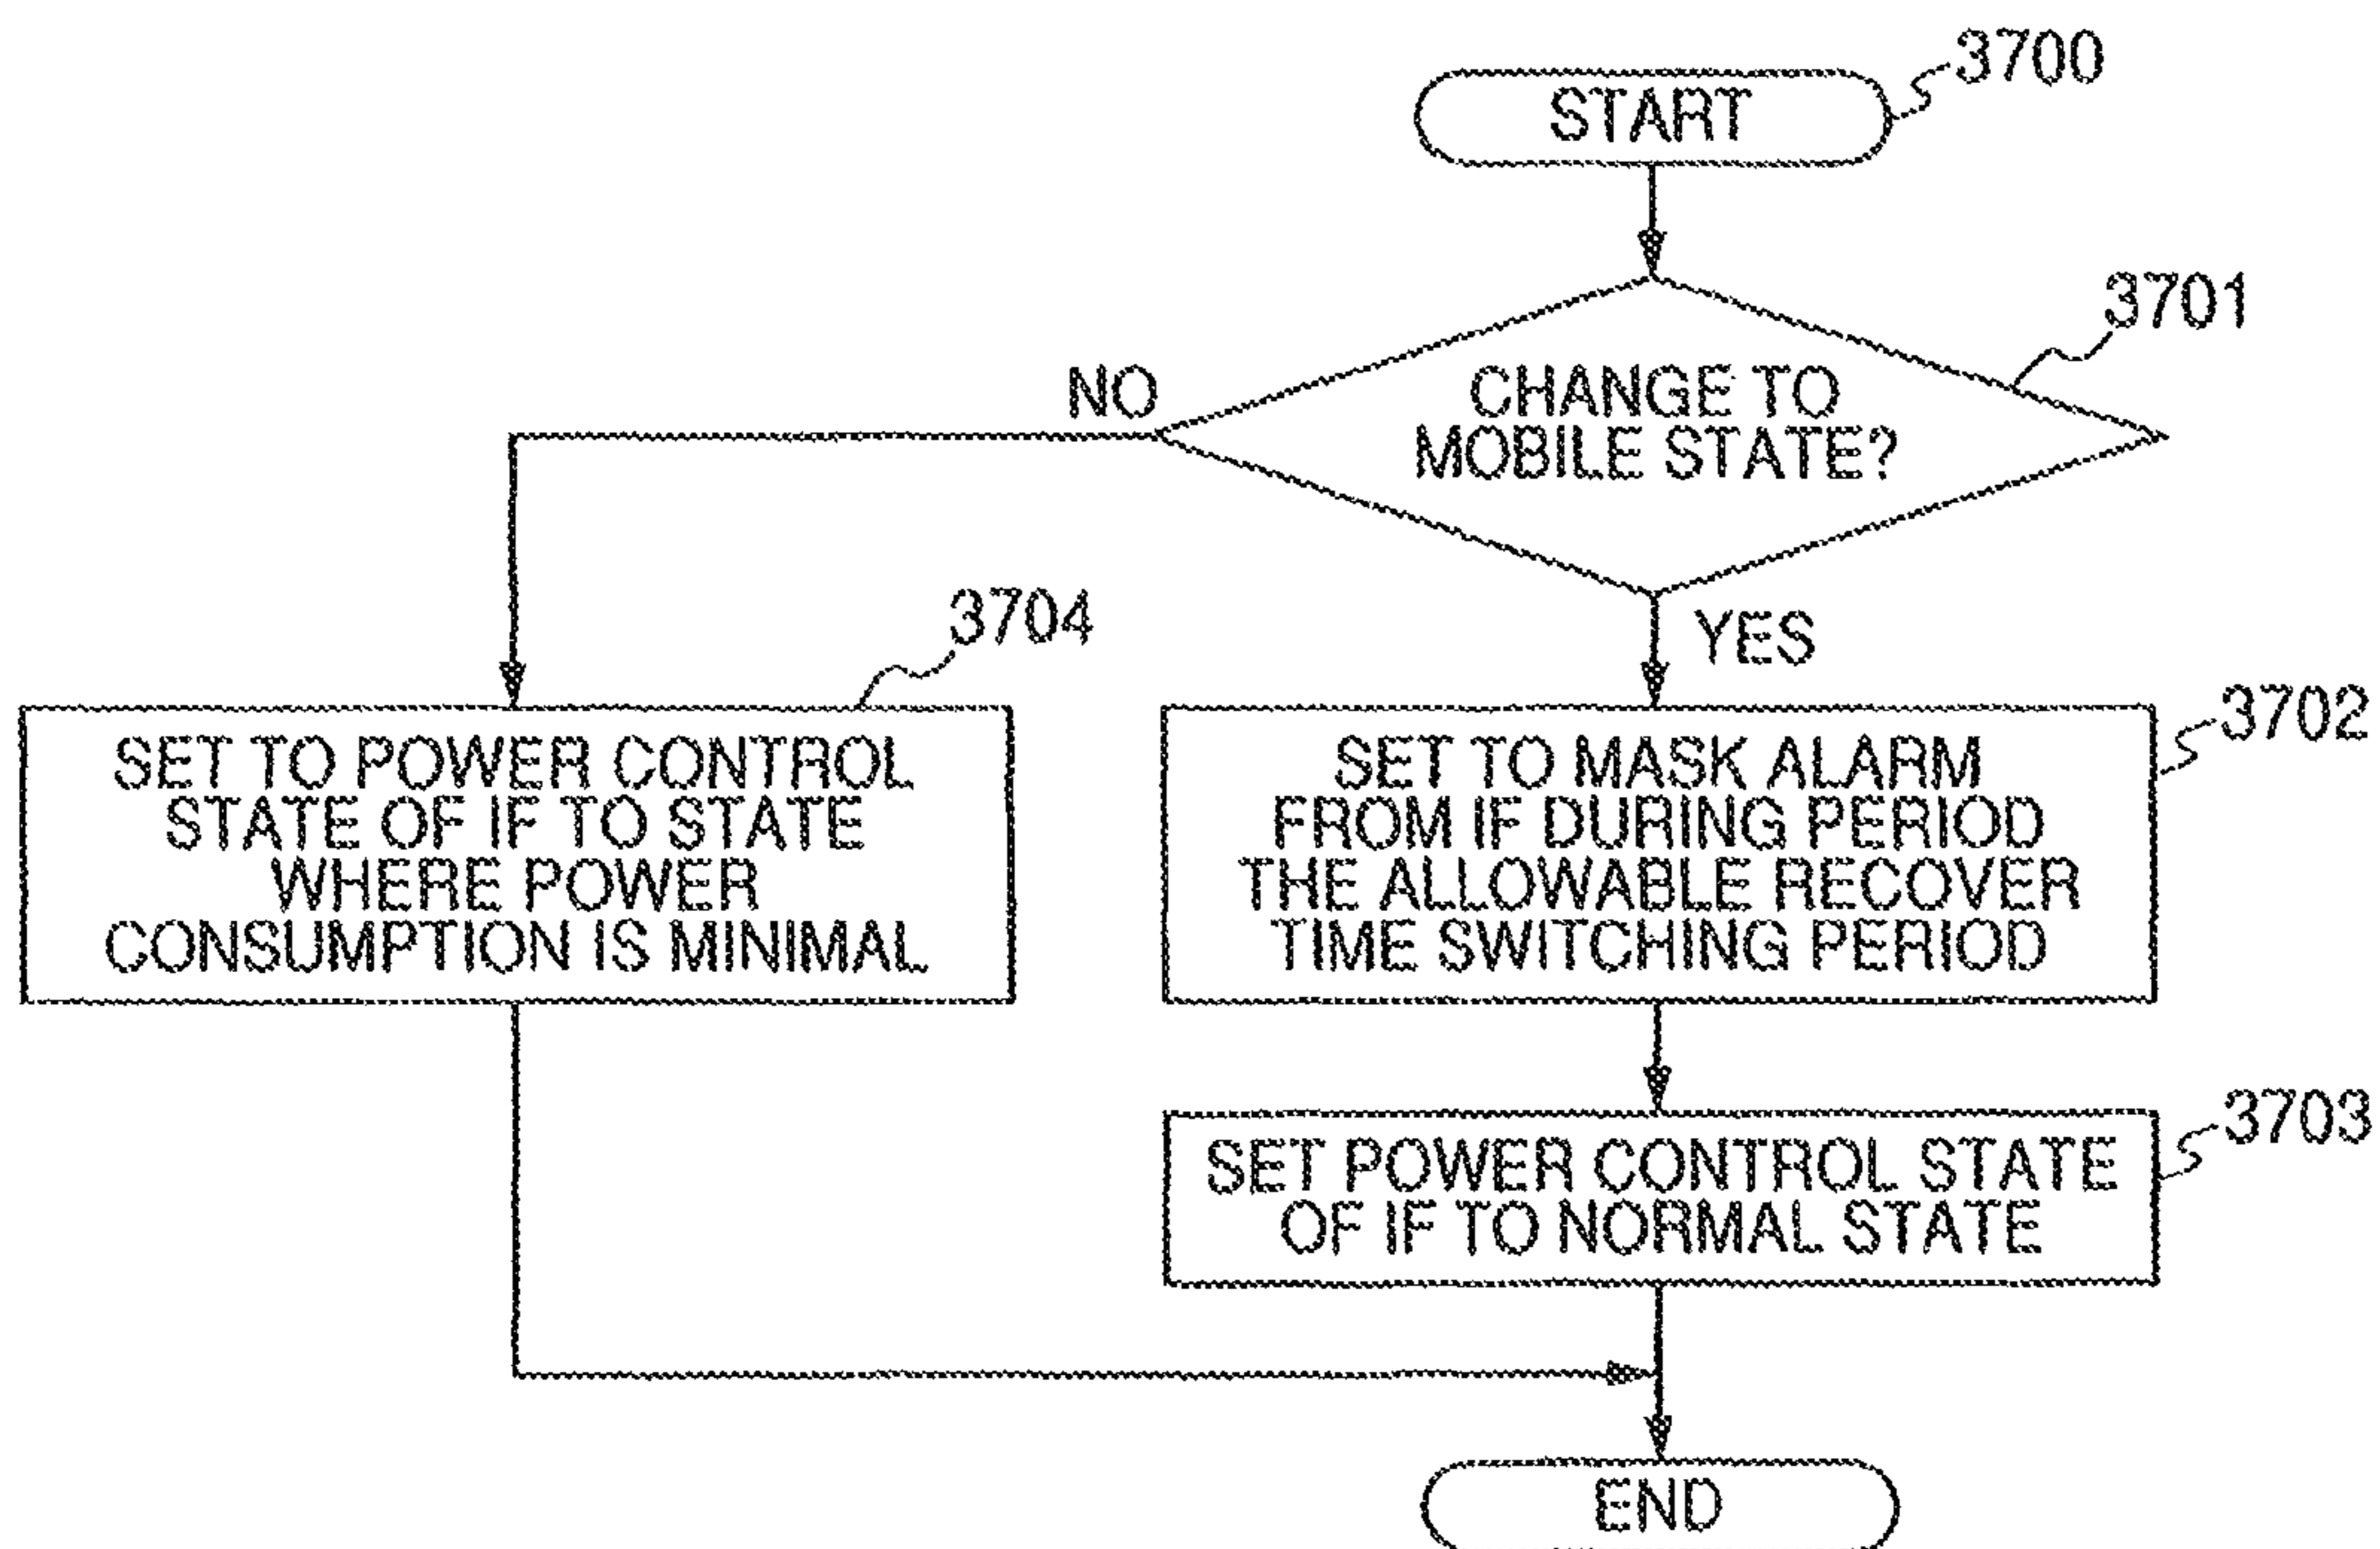 3700
START
3701
CHANGE TO
MOBILE STATE?
NO
YES
3704
SET TO POWER CONTROL
STATE OF IF TO STATE
WHERE POWER
CONSUMPTION IS MINIMAL
3702
SET TO MASK ALARM
FROM IF DURING PERIOD
THE ALLOWABLE RECOVER
TIME SWITCHING PERIOD
3703
SET POWER CONTROL STATE
OF IF TO NORMAL STATE
END